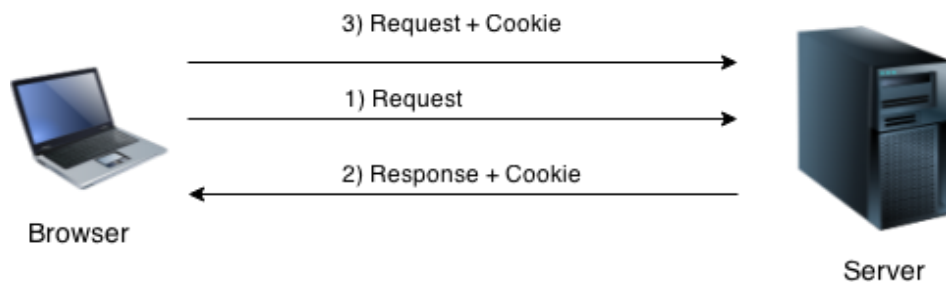 3) Request + Cookie
1) Request
2) Response + Cookie
Browser
Server